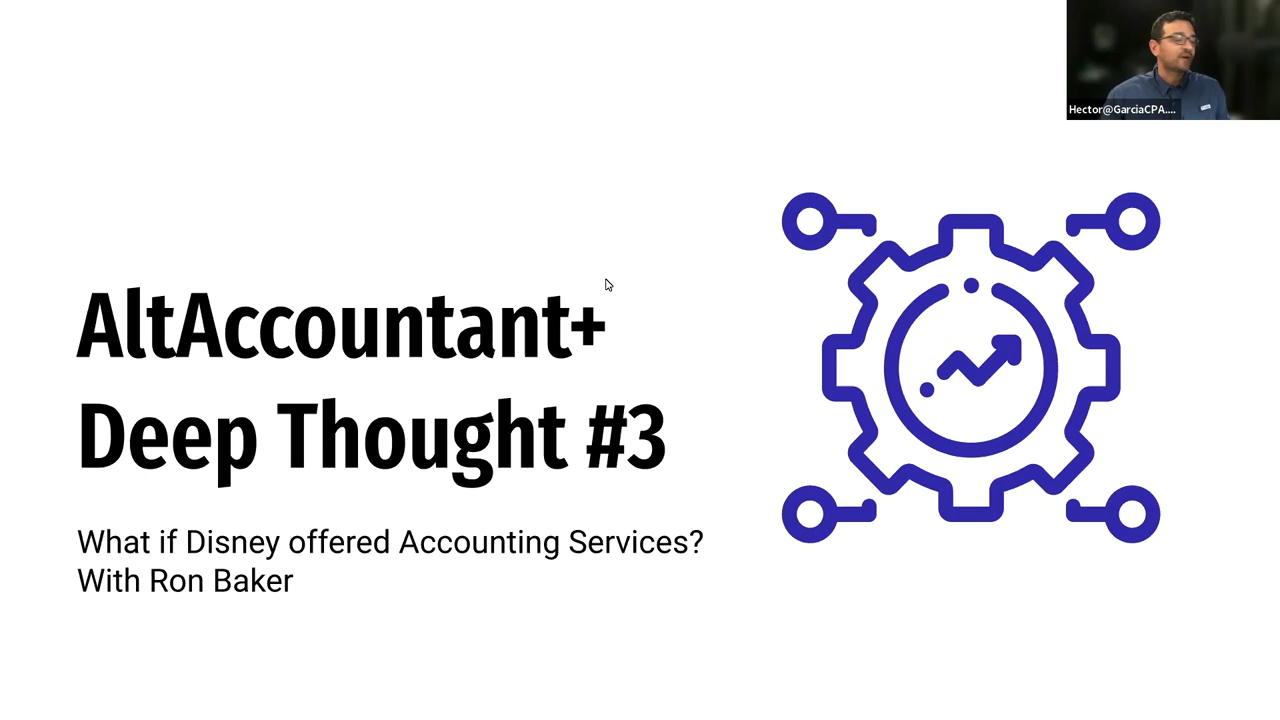 Hector@GarciaCPA....
AltAccountant+
Deep Thought #3
What if Disney offered Accounting Services?
With Ron Baker